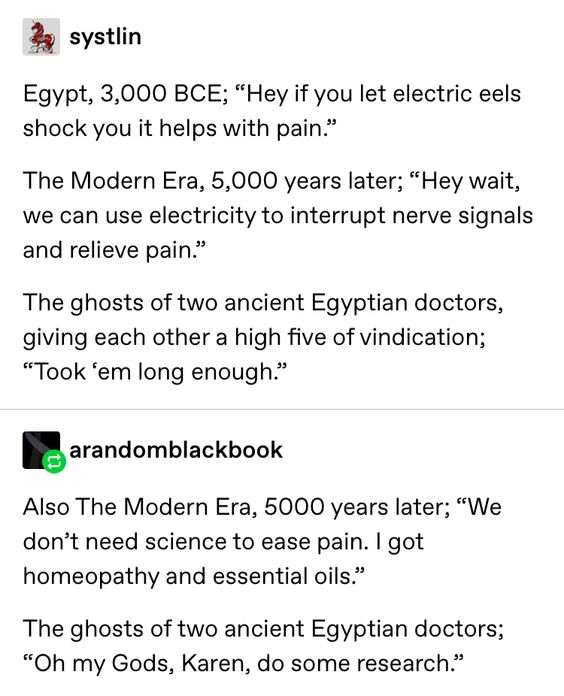 systlin
Egypt, 3,000 BCE; “Hey if you let electric eels
shock you it helps with pain.”
The Modern Era, 5,000 years later; “Hey wait,
we can use electricity to interrupt nerve signals
and relieve pain.”
The ghosts of two ancient Egyptian doctors,
giving each other a high five of vindication;
“Took ‘em long enough.”
arandomblackbook
Also The Modern Era, 5000 years later; “We
don’t need science to ease pain. I got
homeopathy and essential oils.”
The ghosts of two ancient Egyptian doctors;
“Oh my Gods, Karen, do some research.”